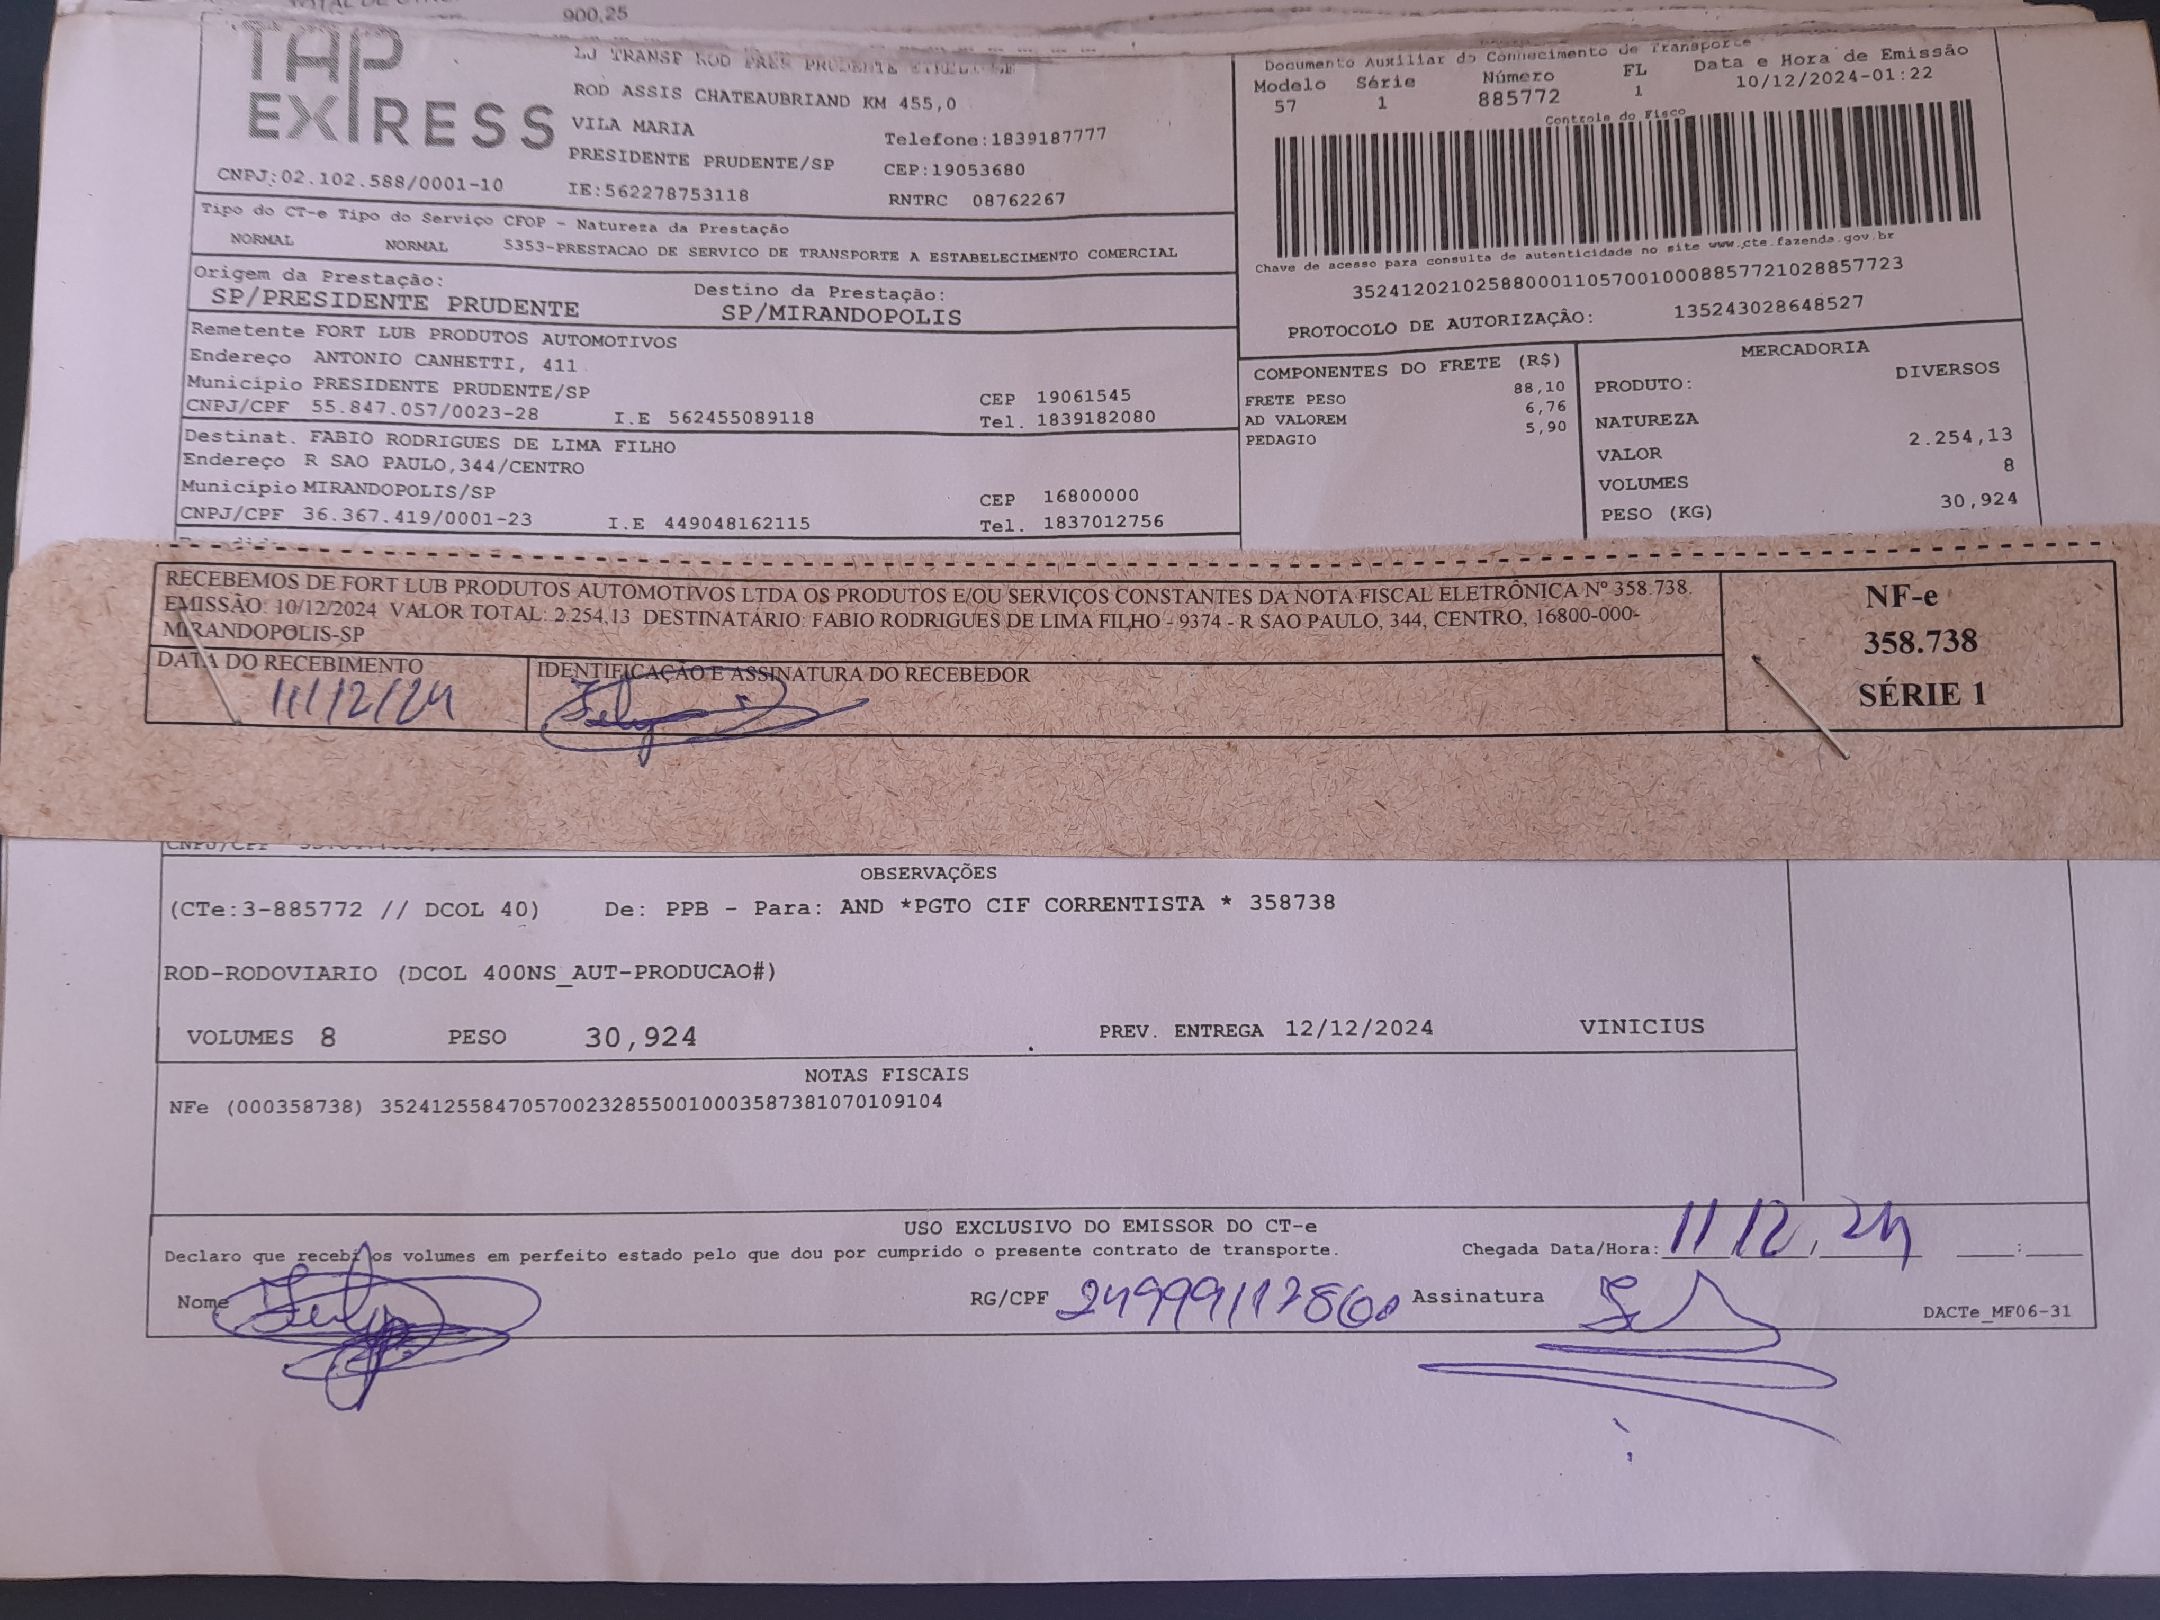 900,25
TAP
EXPRESS
LJ TRANSF ROD PRES PRUDENTE
ROD ASSIS CHATEAUBRIAND KM 455,0
VILA MARIA
Telefone:1839187777
PRESIDENTE PRUDENTE/SP
CEP:19053680
CNPJ:02.102.588/0001-10
IE:562278753118
RNTRC 08762267
Documento Auxiliar do Conhecimento de Transporte
Modelo Série Número FL Data e Hora de Emissão
57 1 885772 1 10/12/2024-01:22
Controle do Fisco
Chave de acesso para consulta de autenticidade no site www.cte.fazenda.gov.br
35241202102588000110570010008857721028857723
PROTOCOLO DE AUTORIZAÇÃO: 135243028648527
Tipo do CT-e Tipo do Serviço CFOP - Natureza da Prestação
NORMAL NORMAL 5353-PRESTACAO DE SERVICO DE TRANSPORTE A ESTABELECIMENTO COMERCIAL
Origem da Prestação: Destino da Prestação:
SP/PRESIDENTE PRUDENTE SP/MIRANDOPOLIS
Remetente FORT LUB PRODUTOS AUTOMOTIVOS
Endereço ANTONIO CANHETTI, 411
Município PRESIDENTE PRUDENTE/SP CEP 19061545
CNPJ/CPF 55.847.057/0023-28 I.E 562455089118 Tel. 1839182080
Destinat. FABIO RODRIGUES DE LIMA FILHO
Endereço R SAO PAULO,344/CENTRO
Município MIRANDOPOLIS/SP CEP 16800000
CNPJ/CPF 36.367.419/0001-23 I.E 449048162115 Tel. 1837012756
COMPONENTES DO FRETE (R$)
FRETE PESO 88,10
AD VALOREM 6,76
PEDAGIO 5,90
MERCADORIA
PRODUTO: DIVERSOS
NATUREZA
VALOR 2.254,13
VOLUMES 8
PESO (KG) 30,924
RECEBEMOS DE FORT LUB PRODUTOS AUTOMOTIVOS LTDA OS PRODUTOS E/OU SERVIÇOS CONSTANTES DA NOTA FISCAL ELETRÔNICA Nº 358.738.
EMISSÃO: 10/12/2024 VALOR TOTAL: 2.254,13 DESTINATÁRIO: FABIO RODRIGUES DE LIMA FILHO - 9374 - R SAO PAULO, 344, CENTRO, 16800-000-
MIRANDOPOLIS-SP
DATA DO RECEBIMENTO IDENTIFICAÇÃO E ASSINATURA DO RECEBEDOR
11/12/24
NF-e
358.738
SÉRIE 1
CNPJ/CPF
OBSERVAÇÕES
(CTe:3-885772 // DCOL 40) De: PPB - Para: AND *PGTO CIF CORRENTISTA * 358738
ROD-RODOVIARIO (DCOL 400NS_AUT-PRODUCAO#)
VOLUMES 8 PESO 30,924 PREV. ENTREGA 12/12/2024 VINICIUS
NOTAS FISCAIS
NFe (000358738) 35241255847057002328550010003587381070109104
USO EXCLUSIVO DO EMISSOR DO CT-e
Declaro que recebi os volumes em perfeito estado pelo que dou por cumprido o presente contrato de transporte. Chegada Data/Hora: 11/12/24 :
Nome RG/CPF Assinatura
DACTe_MF06-31